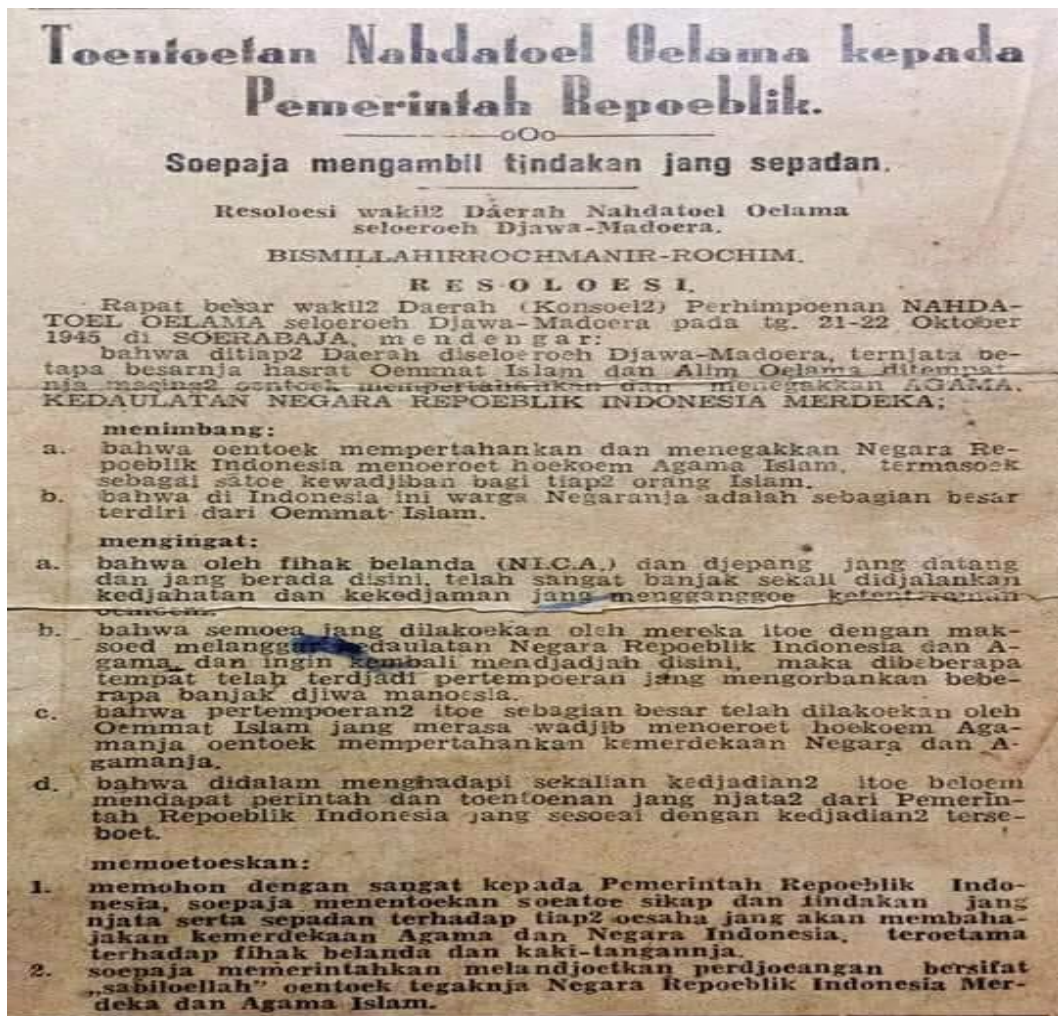 Toentoetan Nahdatoel Oelama kepada
Pemerintah Repoeblik.
oOo
Soepaja mengambil tindakan jang sepadan.
Resoloesi wakil2 Daerah Nahdatoel Oelama
seloeroeh Djawa-Madoera.
BISMILLAHIRROCHMANIR-ROCHIM.
RESOLOESI.
Rapat besar wakil2 Daerah (Konsoel2) Perhimpoenan NAHDA-
TOEL OELAMA seloeroeh Djawa-Madoera pada tg. 21-22 Oktober
1945 di SOERABAJA, mendengar:
bahwa ditiap2 Daerah diseloeroeh Djawa-Madoera, ternjata be-
tapa besarnja hasrat Oemmat Islam dan Alim Oelama ditempat-
nja masing2 oentoek mempertahankan dan menegakkan AGAMA,
KEDAULATAN NEGARA REPOEBLIK INDONESIA MERDEKA;
menimbang:
a. bahwa oentoek mempertahankan dan menegakkan Negara Re-
poeblik Indonesia menoeroet hoekoem Agama Islam, termasoek
sebagai satoe kewadjiban bagi tiap2 orang Islam.
b. bahwa di Indonesia ini warga Negaranja adalah sebagian besar
terdiri dari Oemmat Islam.
mengingat:
a. bahwa oleh fihak belanda (N.I.C.A.) dan djepang jang datang
dan jang berada disini, telah sangat banjak sekali didjalankan
kedjahatan dan kekedjaman jang mengganggoe ketenteraman
b. bahwa semoea jang dilakoekan oleh mereka itoe dengan mak-
soed melanggar kedaulatan Negara Repoeblik Indonesia dan A-
gama, dan ingin kembali mendjadjah disini, maka dibeberapa
tempat telah terdjadi pertempoeran jang mengorbankan bebe-
rapa banjak djiwa manoesia.
c. bahwa pertempoeran2 itoe sebagian besar telah dilakoekan oleh
Oemmat Islam jang merasa wadjib menoeroet hoekoem Aga-
manja oentoek mempertahankan kemerdekaan Negara dan A-
gamanja.
d. bahwa didalam menghadapi sekalian kedjadian2 itoe beloem
mendapat perintah dan toentoenan jang njata2 dari Pemerin-
tah Repoeblik Indonesia jang sesoeai dengan kedjadian2 terse-
boet.
memoetoeskan:
1. memohon dengan sangat kepada Pemerintah Repoeblik Indo-
nesia, soepaja menentoekan soeatoe sikap dan tindakan jang
njata serta sepadan terhadap tiap2 oesaha jang akan membaha-
jakan kemerdekaan Agama dan Negara Indonesia, teroetama
terhadap fihak belanda dan kaki-tangannja.
2. soepaja memerintahkan melandjoetkan perdjoeangan bersifat
„sabiloellah” oentoek tegaknja Negara Repoeblik Indonesia Mer-
deka dan Agama Islam.